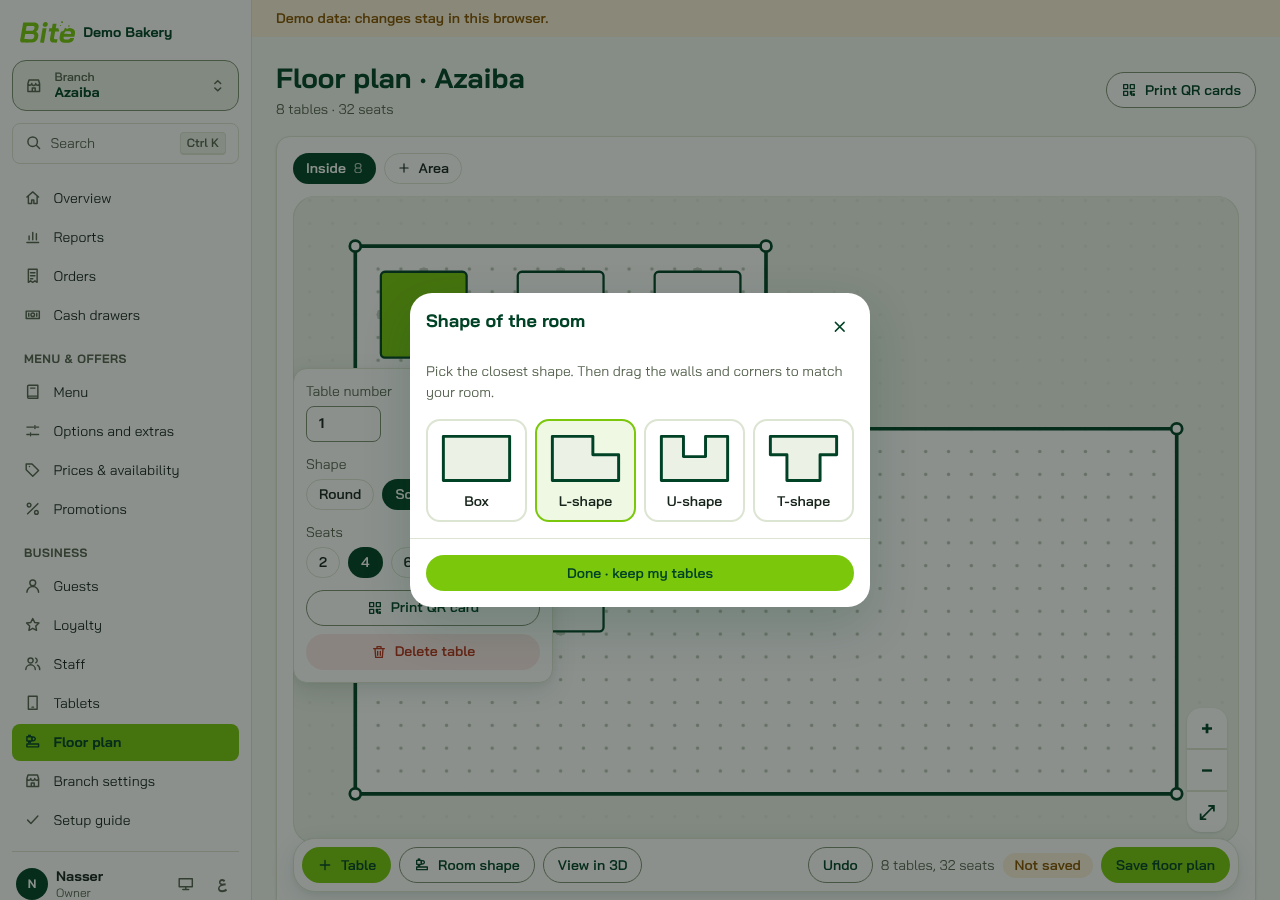 Bite Demo Bakery
Branch
Azaiba
Search
Ctrl K
Overview
Reports
Orders
Cash drawers
MENU & OFFERS
Menu
Options and extras
Prices & availability
Promotions
BUSINESS
Guests
Loyalty
Staff
Tablets
Floor plan
Branch settings
Setup guide
N
Nasser
Owner
ع
Demo data: changes stay in this browser.
Floor plan · Azaiba
8 tables · 32 seats
Print QR cards
Inside 8
+ Area
Table number
1
Shape
Round
Seats
2
4
Print QR card
Delete table
Shape of the room
Pick the closest shape. Then drag the walls and corners to match
your room.
Box
L-shape
U-shape
T-shape
Done · keep my tables
+ Table
Room shape
View in 3D
Undo
8 tables, 32 seats
Not saved
Save floor plan